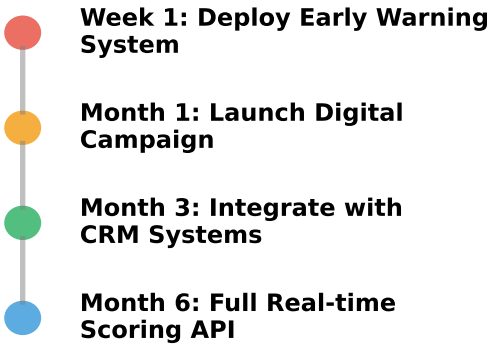 Week 1: Deploy Early Warning
System
Month 1: Launch Digital
Campaign
Month 3: Integrate with
CRM Systems
Month 6: Full Real-time
Scoring API